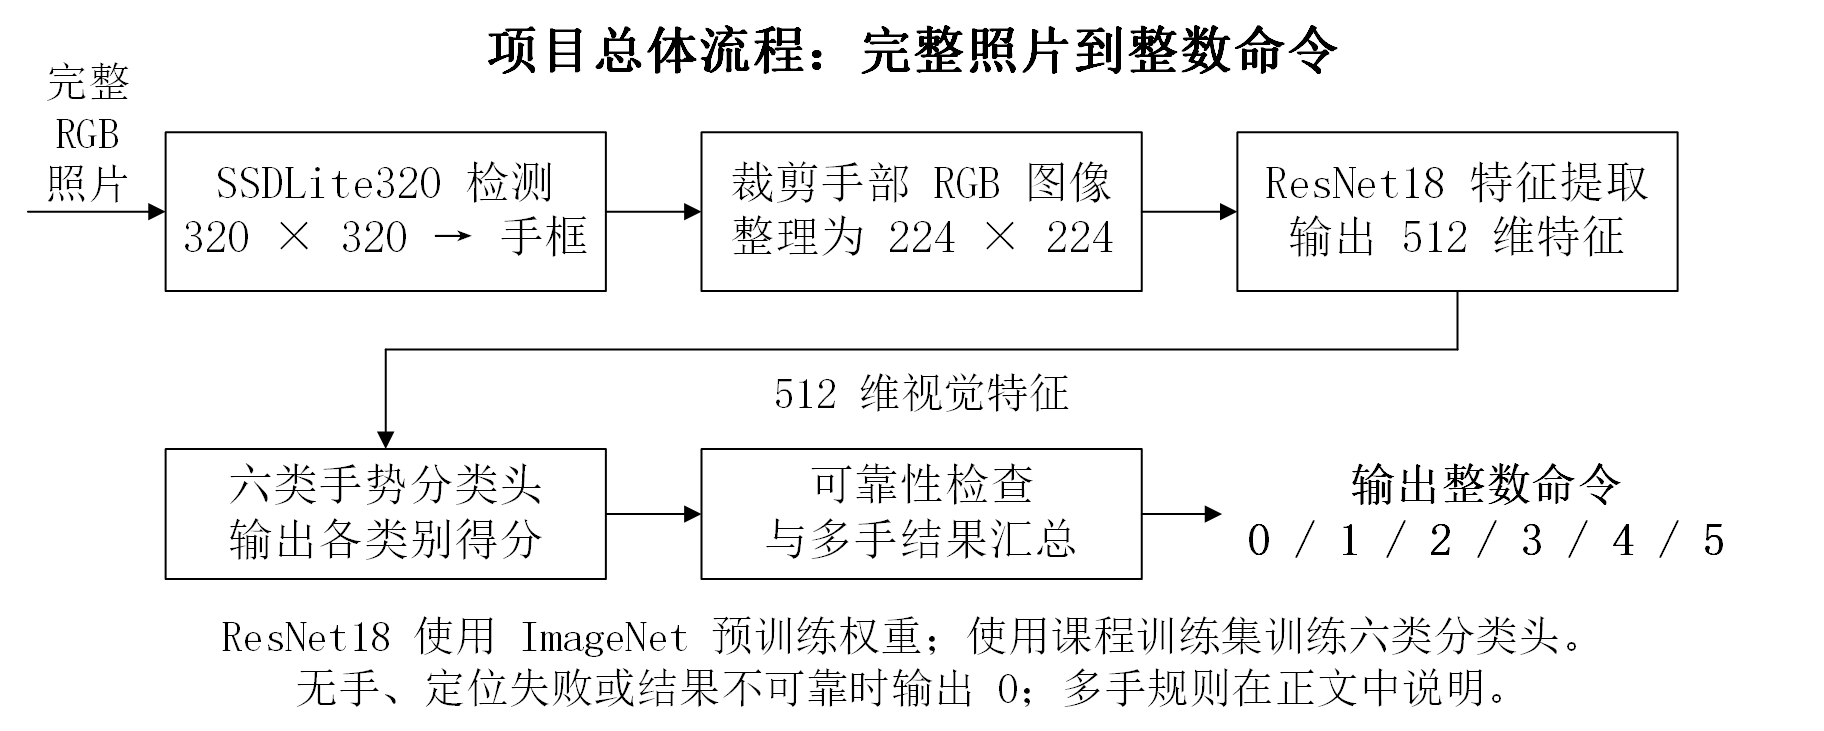 项目总体流程：完整照片到整数命令
完整
RGB
照片
SSDLite320 检测
320 × 320 → 手框
裁剪手部 RGB 图像
整理为 224 × 224
ResNet18 特征提取
输出 512 维特征
512 维视觉特征
六类手势分类头
输出各类别得分
可靠性检查
与多手结果汇总
输出整数命令
0 / 1 / 2 / 3 / 4 / 5
ResNet18 使用 ImageNet 预训练权重；使用课程训练集训练六类分类头。
无手、定位失败或结果不可靠时输出 0；多手规则在正文中说明。